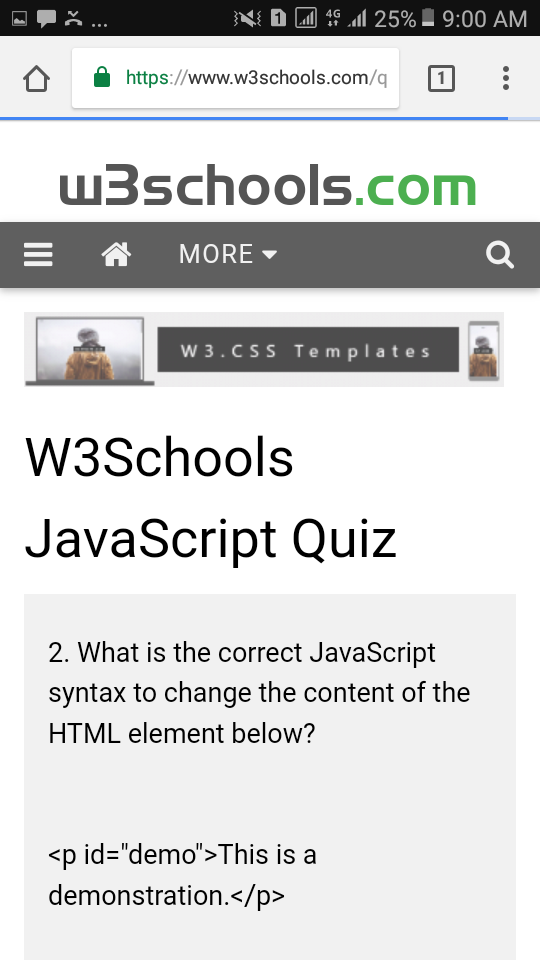 ... 1 4G 25% 9:00 AM
https://www.w3schools.com/q 1
w3schools.com
MORE
W3.CSS Templates
W3Schools
JavaScript Quiz
2. What is the correct JavaScript
syntax to change the content of the
HTML element below?
<p id="demo">This is a
demonstration.</p>